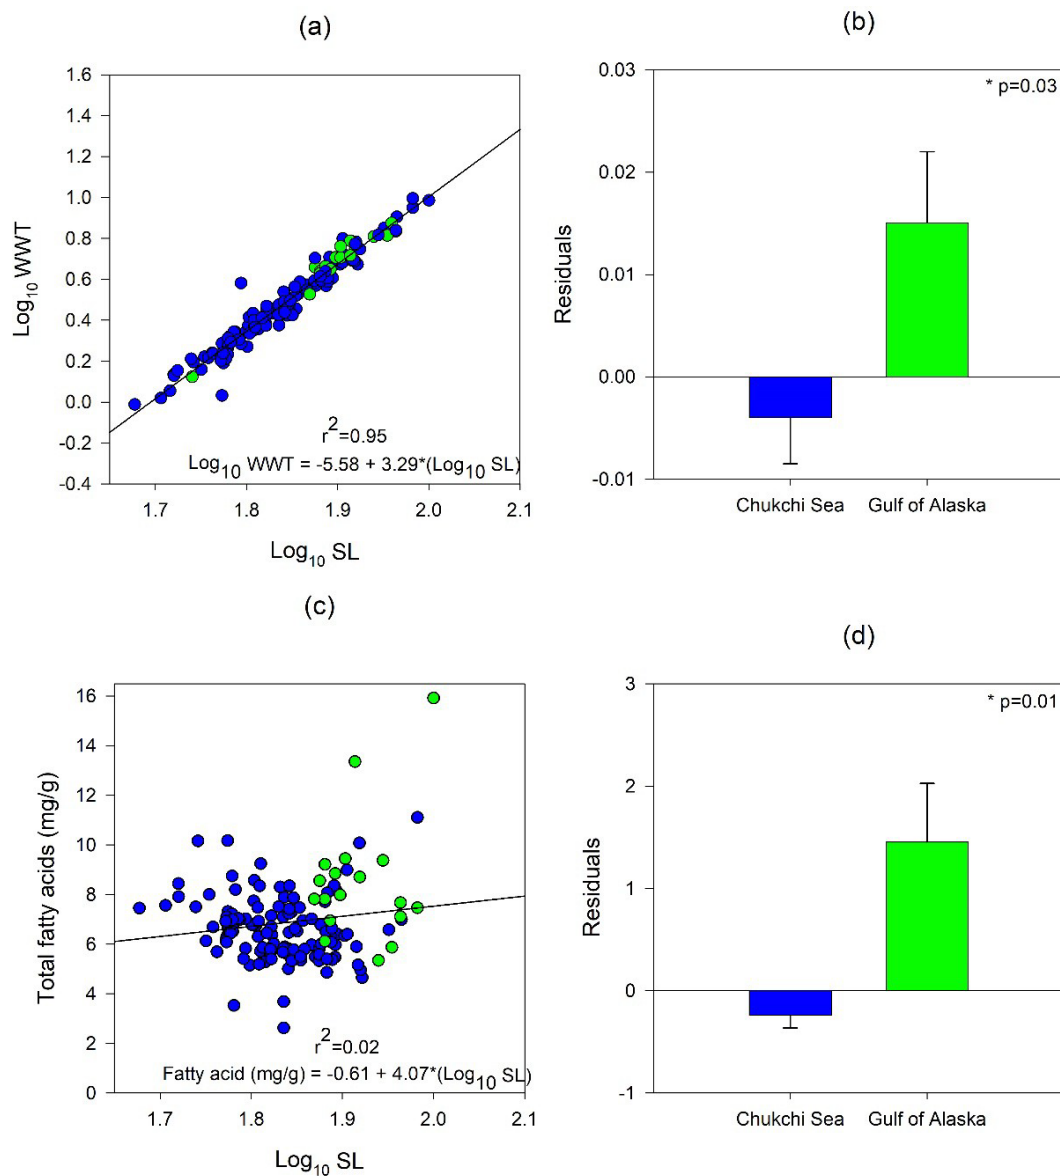 (a)
1.6
1.4
1.2
1.0
0.8
0.6
0.4
0.2
0.0
-0.2
-0.4
Log10 WWT
r2=0.95
Log10 WWT = -5.58 + 3.29*(Log10 SL)
1.7 1.8 1.9 2.0 2.1
Log10 SL
(b)
0.03
0.02
0.01
0.00
-0.01
Residuals
* p=0.03
Chukchi Sea Gulf of Alaska
(c)
16
14
12
10
8
6
4
2
0
Total fatty acids (mg/g)
r2=0.02
Fatty acid (mg/g) = -0.61 + 4.07*(Log10 SL)
1.7 1.8 1.9 2.0 2.1
Log10 SL
(d)
3
2
1
0
-1
Residuals
* p=0.01
Chukchi Sea Gulf of Alaska